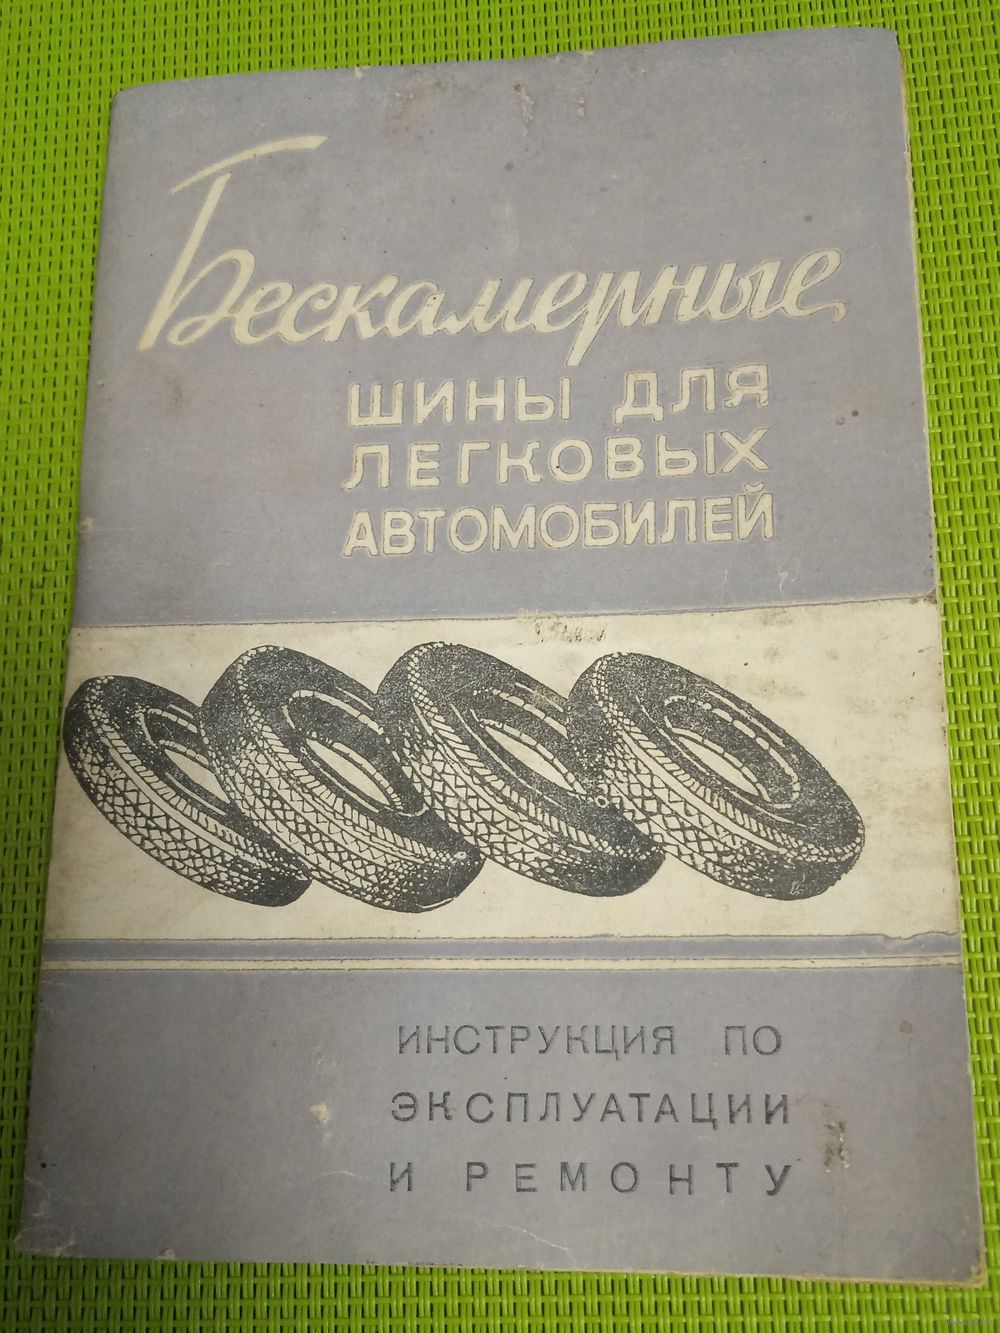 Бескамерные
ШИНЫ ДЛЯ
ЛЕГКОВЫХ
АВТОМОБИЛЕЙ
ИНСТРУКЦИЯ ПО
ЭКСПЛУАТАЦИИ
И РЕМОНТУ